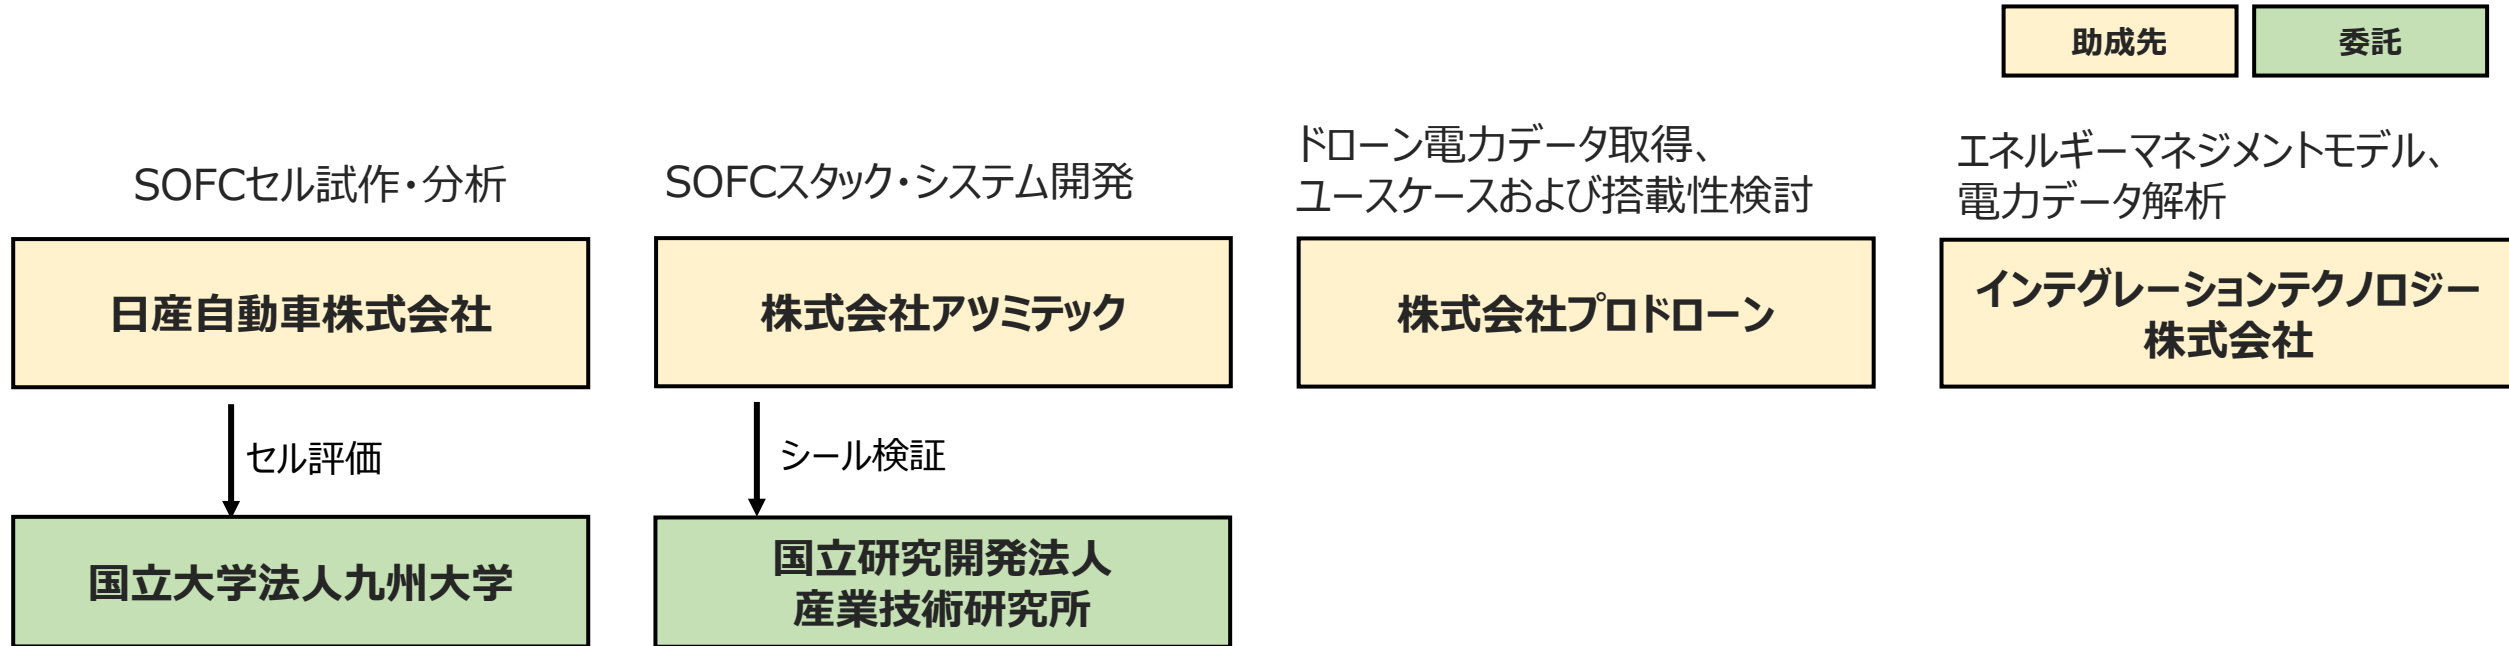 助成先
委託
SOFCセル試作・分析
SOFCスタック・システム開発
ドローン電力データ取得、
ユースケースおよび搭載性検討
エネルギーマネジメントモデル、
電力データ解析
日産自動車株式会社
株式会社アツミテック
株式会社プロドローン
インテグレーションテクノロジー
株式会社
セル評価
シール検証
国立大学法人九州大学
国立研究開発法人
産業技術研究所